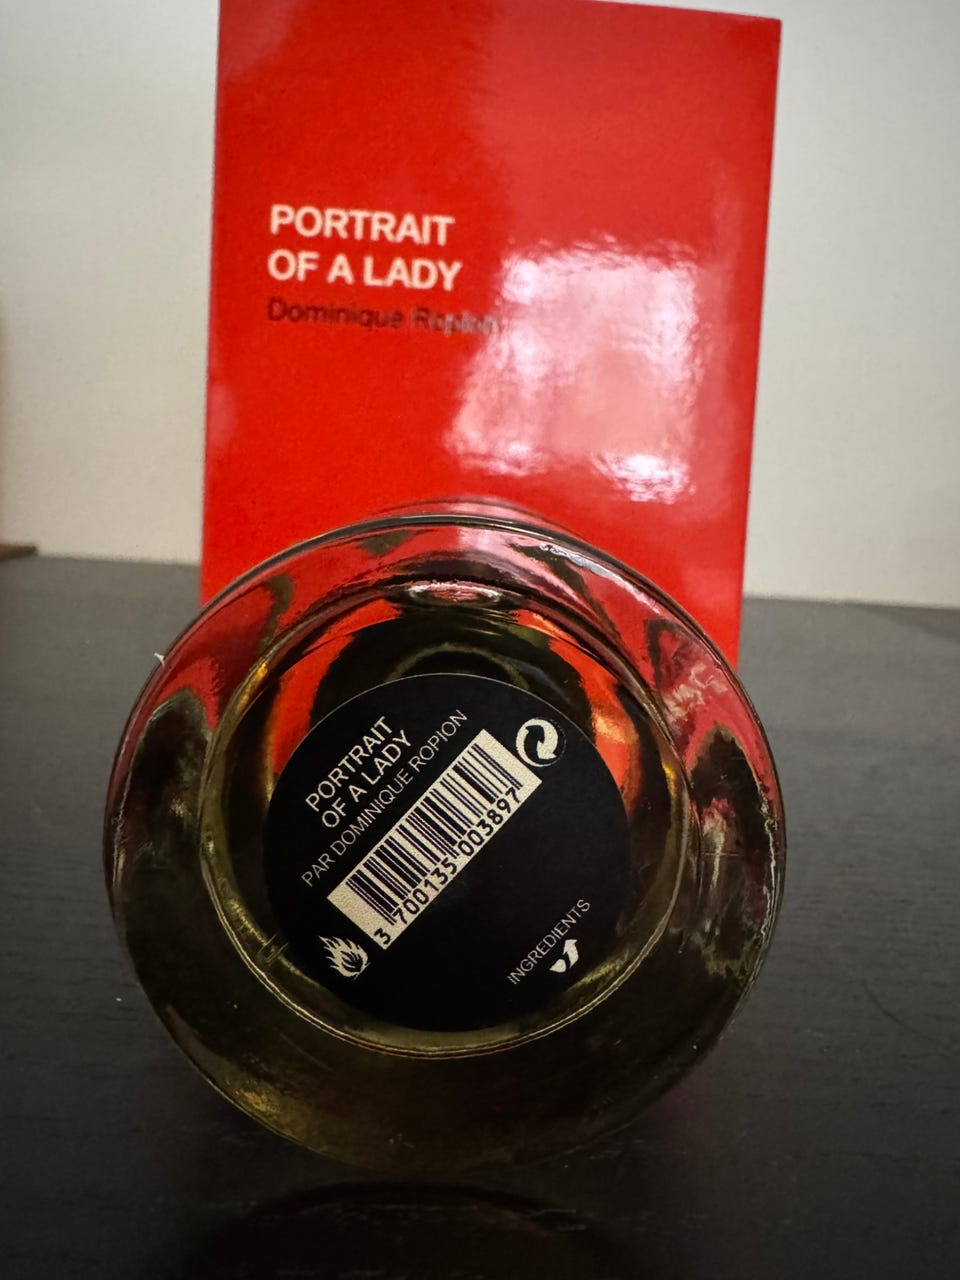 PORTRAIT
OF A LADY
Dominique Ropion
PORTRAIT
OF A LADY
PAR DOMINIQUE ROPION
3 700135 003897
INGREDIENTS